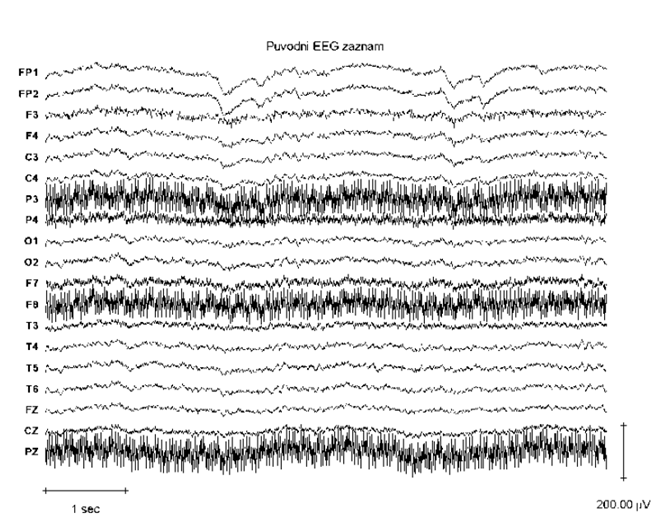 Puvodni EEG zaznam
FP1
FP2
F3
F4
C3
C4
P3
P4
O1
O2
F7
F8
T3
T4
T5
T6
FZ
CZ
PZ
1 sec
200.00 µV